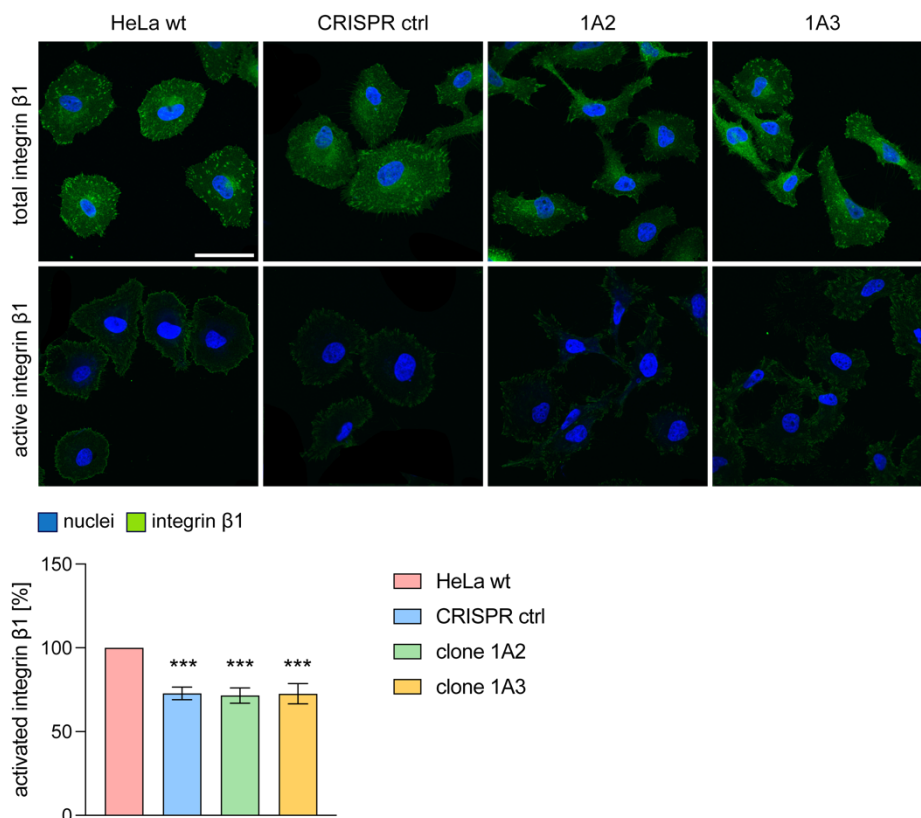 HeLa wt CRISPR ctrl 1A2 1A3
total integrin β1
active integrin β1
nuclei integrin β1
activated integrin β1 [%]
150
100
50
0
*** *** ***
HeLa wt
CRISPR ctrl
clone 1A2
clone 1A3